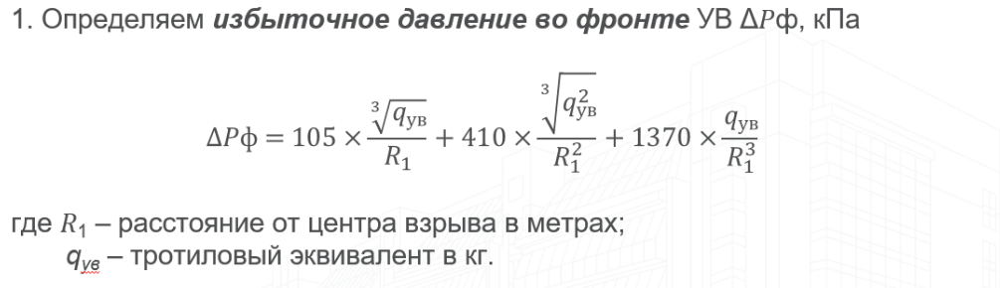 1. Определяем избыточное давление во фронте УВ ΔPф, кПа
ΔPф = 105 × ∛q_ув / R₁ + 410 × ∛q²_ув / R₁² + 1370 × q_ув / R₁³
где R₁ – расстояние от центра взрыва в метрах;
q_ув – тротиловый эквивалент в кг.